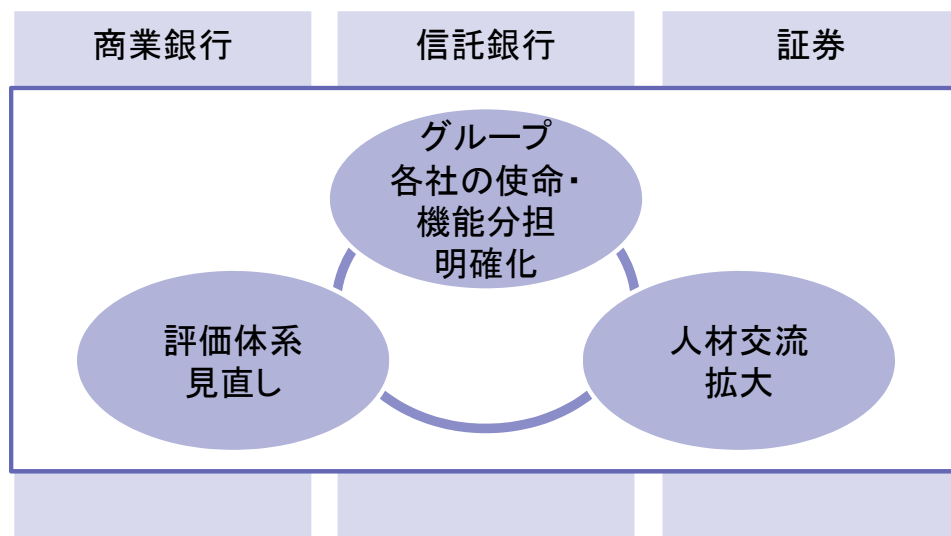 商業銀行
信託銀行
証券
グループ
各社の使命・
機能分担
明確化
評価体系
見直し
人材交流
拡大